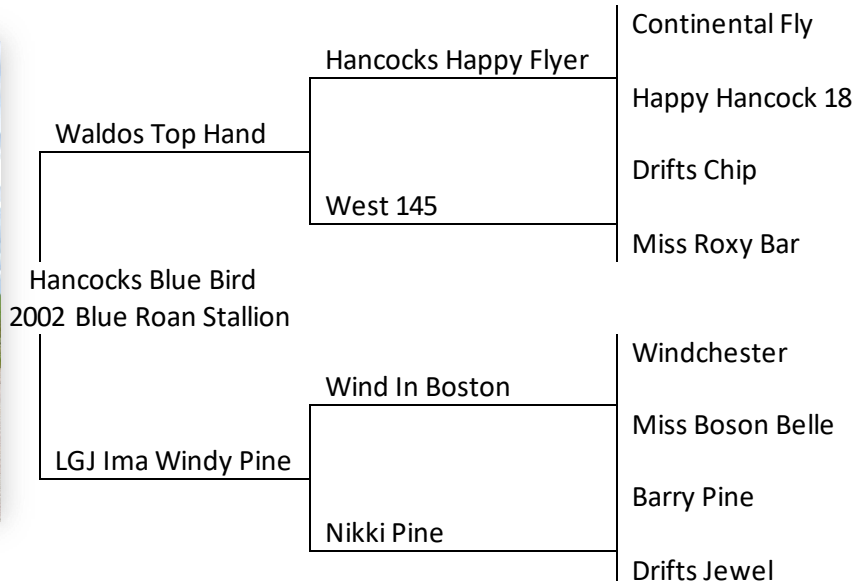 Continental Fly
Hancocks Happy Flyer
Happy Hancock 18
Waldos Top Hand
Drifts Chip
West 145
Miss Roxy Bar
Hancocks Blue Bird
2002 Blue Roan Stallion
Windchester
Wind In Boston
Miss Boson Belle
LGJ Ima Windy Pine
Barry Pine
Nikki Pine
Drifts Jewel